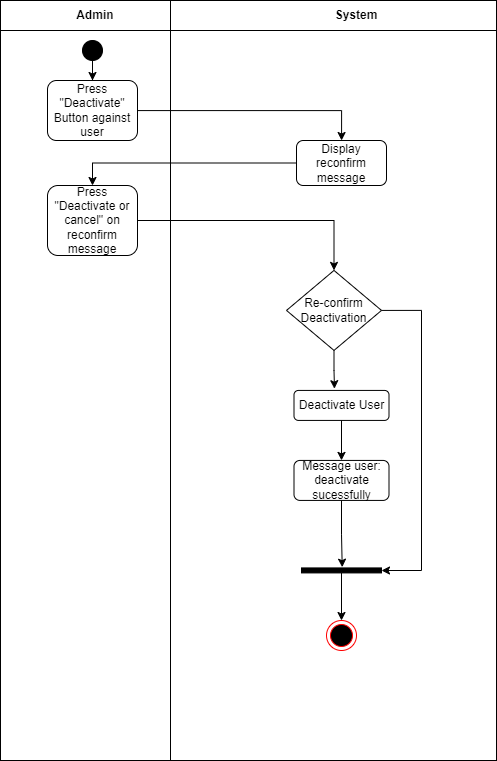 Admin
System
Press
"Deactivate"
Button against
user
Display
reconfirm
message
Press
"Deactivate or
cancel" on
reconfirm
message
Re-confirm
Deactivation
Deactivate User
Message user:
deactivate
sucessfully